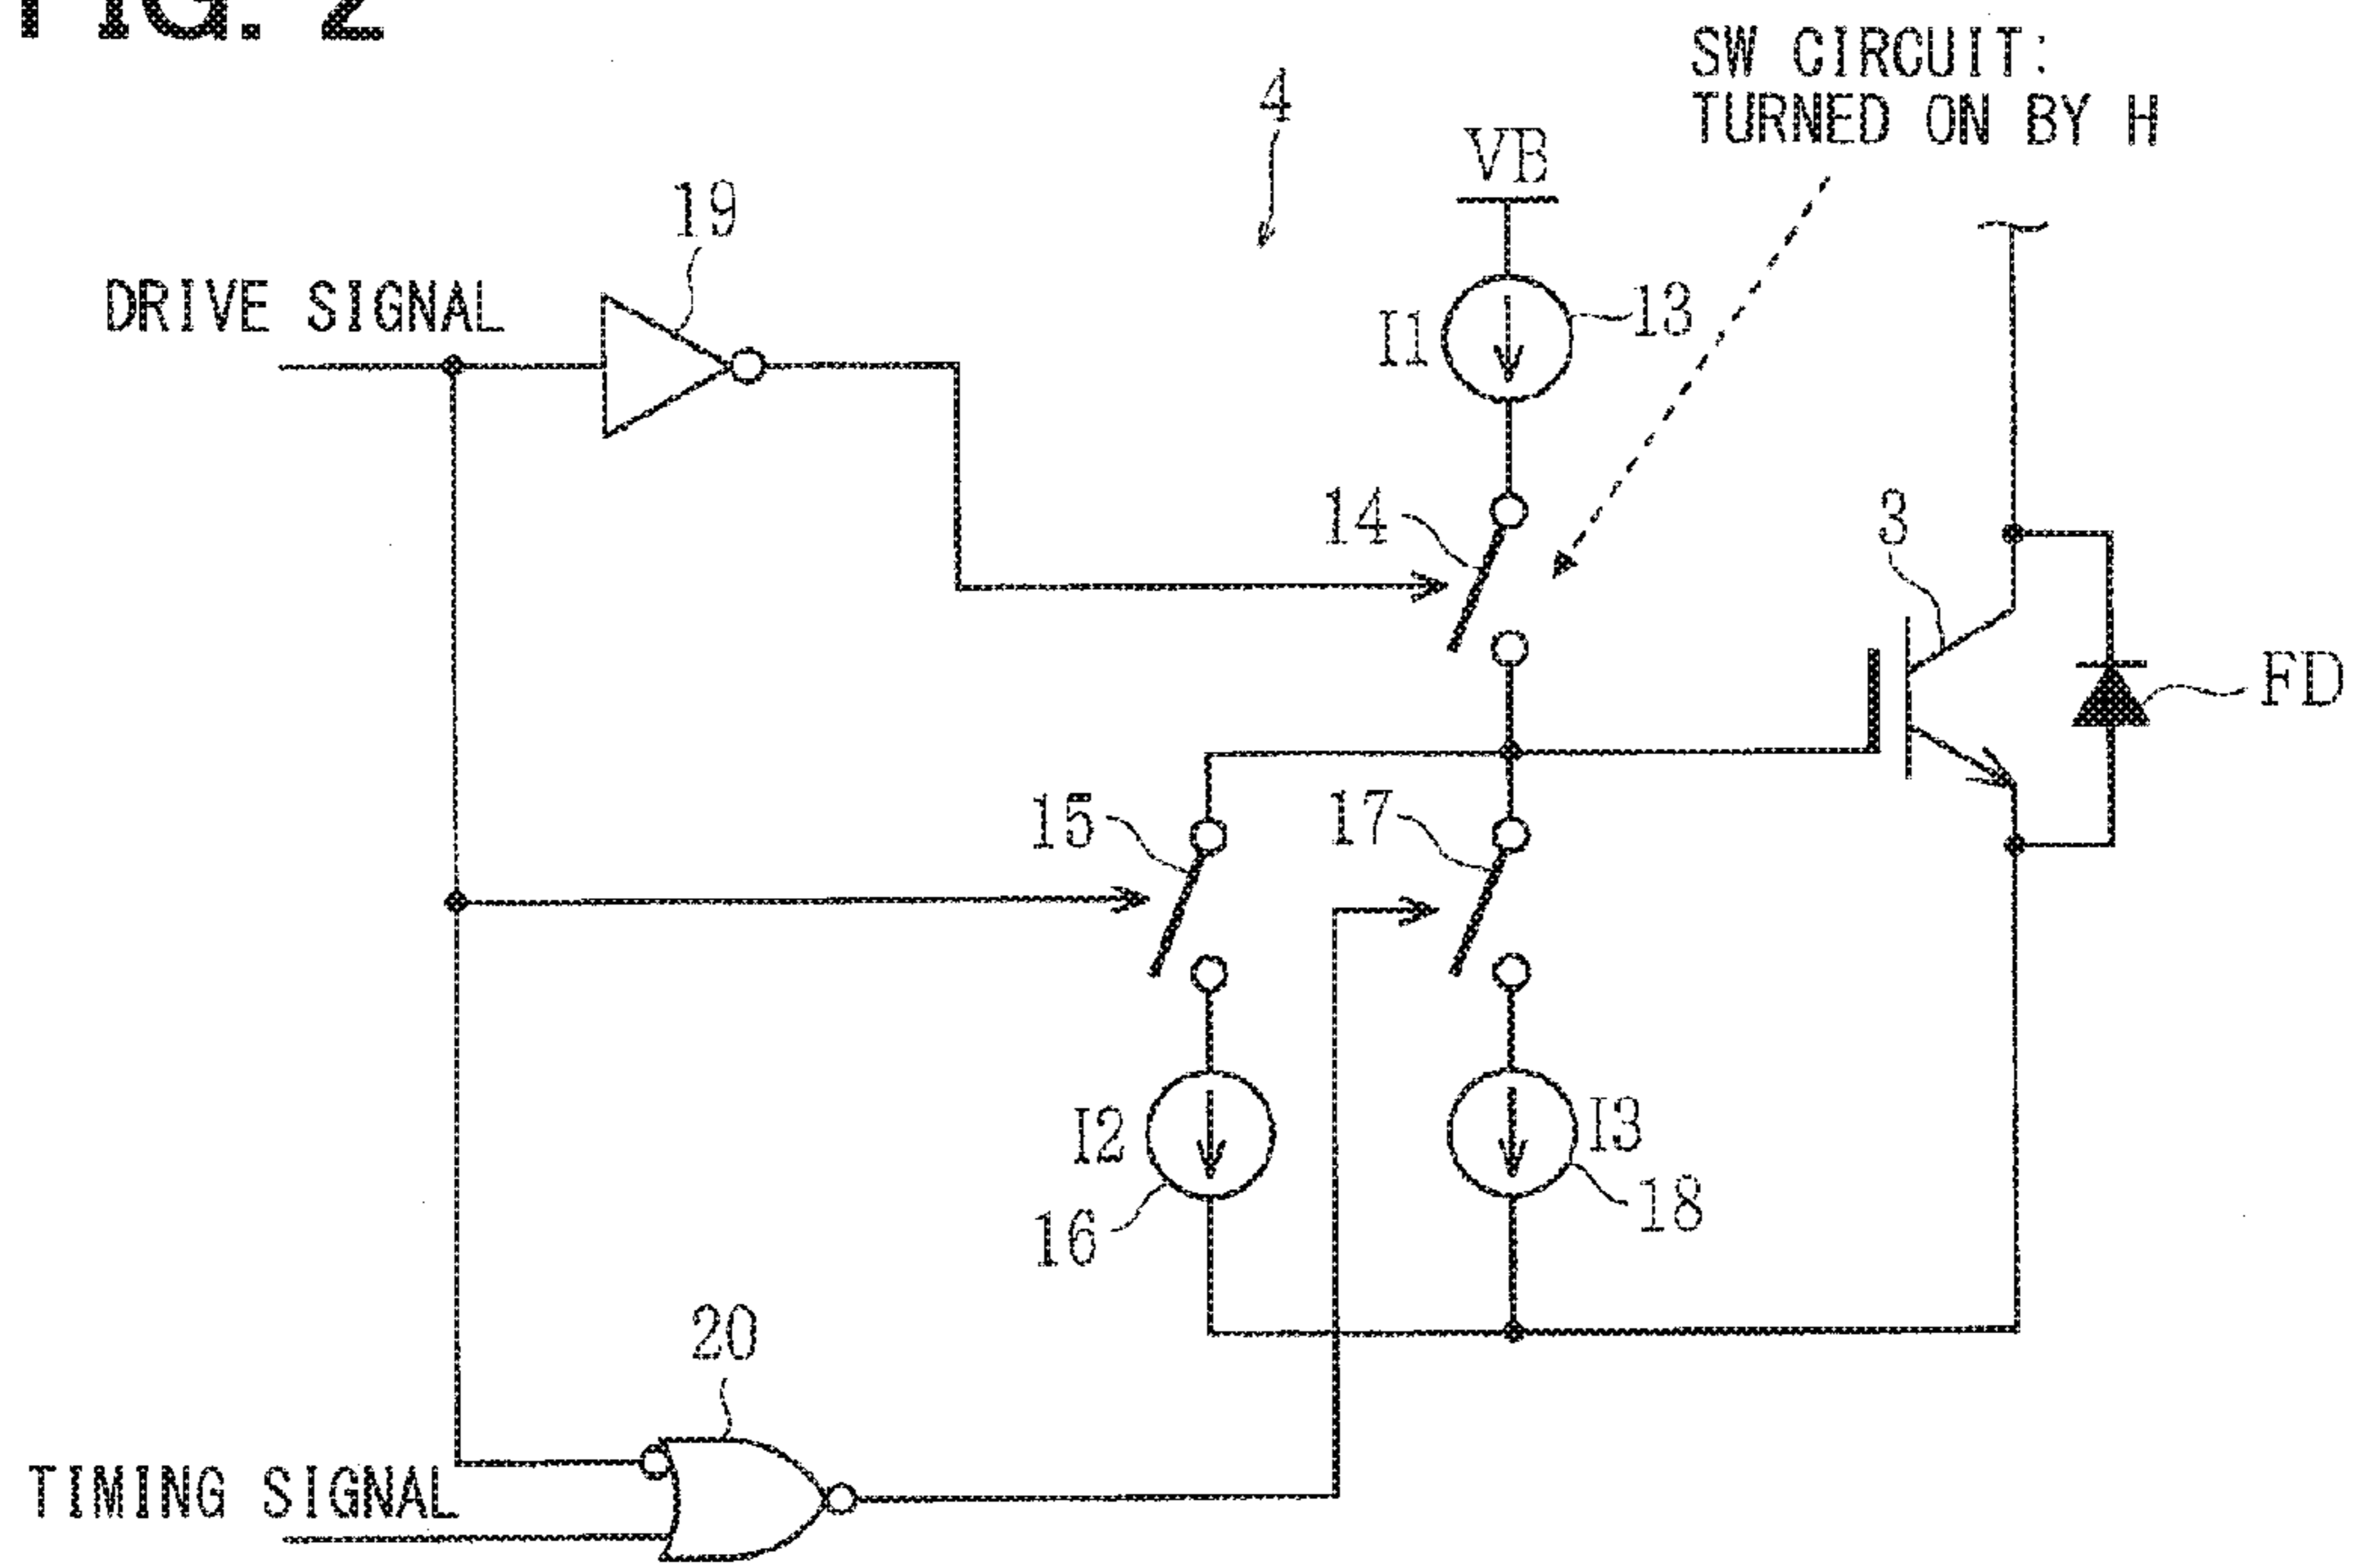 FIG. 2
SW CIRCUIT:
TURNED ON BY H
4
VB
19
DRIVE SIGNAL
I1
13
14
3
FD
15
17
I2
I3
16
18
20
TIMING SIGNAL